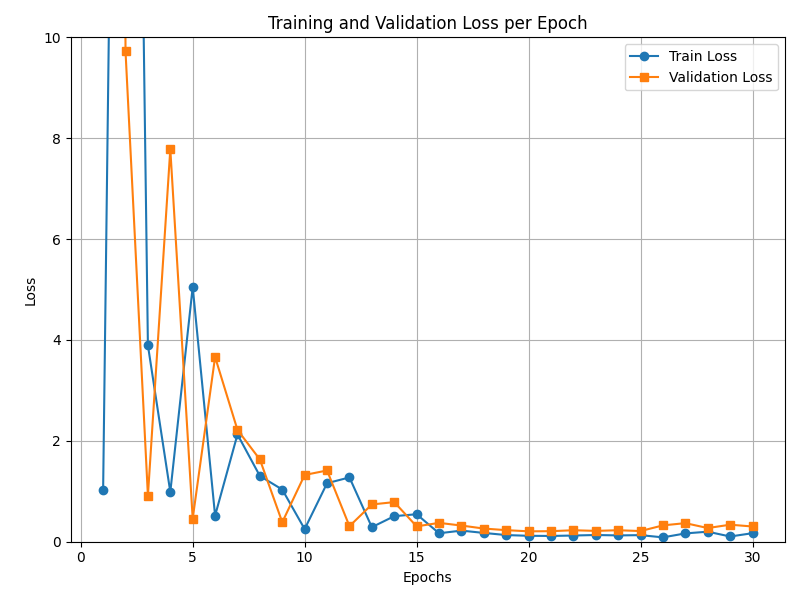 Training and Validation Loss per Epoch
Train Loss
Validation Loss
10
8
6
4
2
0
Loss
0 5 10 15 20 25 30
Epochs